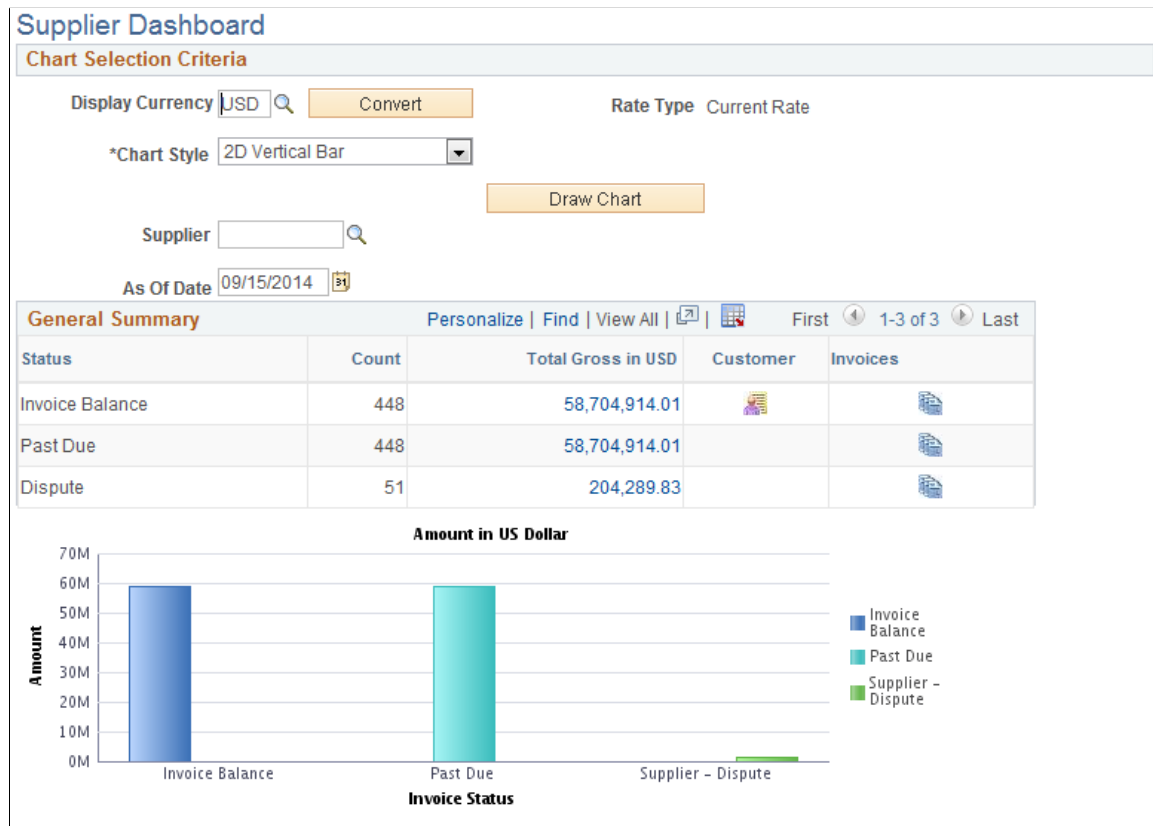 Supplier Dashboard
Chart Selection Criteria
Display Currency USD Convert Rate Type Current Rate
*Chart Style 2D Vertical Bar
Draw Chart
Supplier
As Of Date 09/15/2014 31
General Summary Personalize | Find | View All | | First 1-3 of 3 Last
Status Count Total Gross in USD Customer Invoices
Invoice Balance 448 58,704,914.01
Past Due 448 58,704,914.01
Dispute 51 204,289.83
Amount in US Dollar
70M
60M
50M
40M
30M
20M
10M
0M
Amount
Invoice Balance Past Due Supplier – Dispute
Invoice Status
Invoice
Balance
Past Due
Supplier –
Dispute